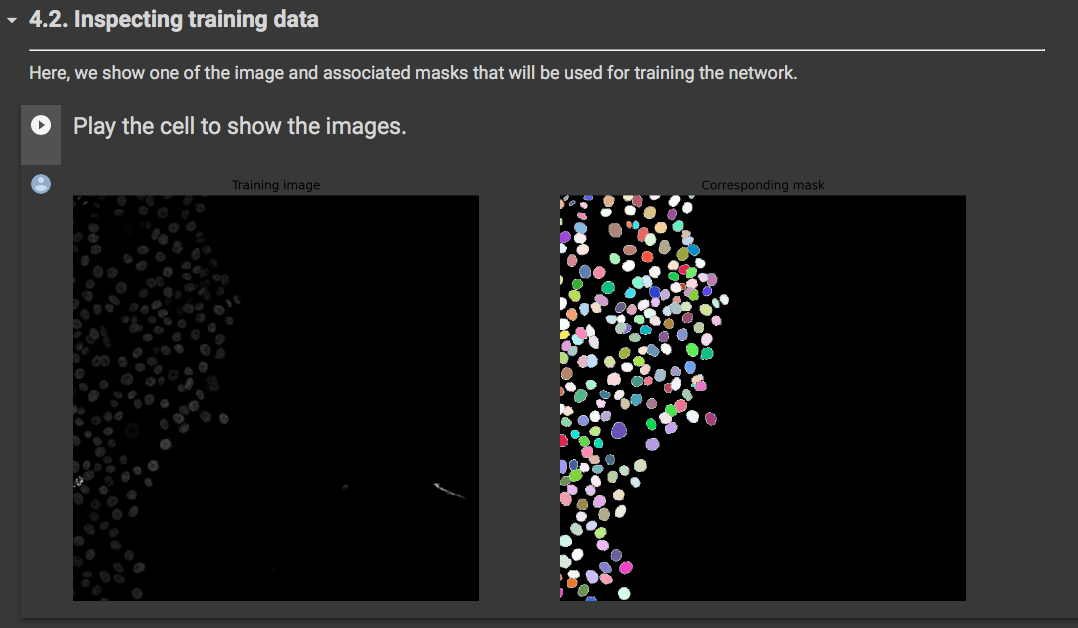 4.2. Inspecting training data
Here, we show one of the image and associated masks that will be used for training the network.
Play the cell to show the images.
Training image
Corresponding mask